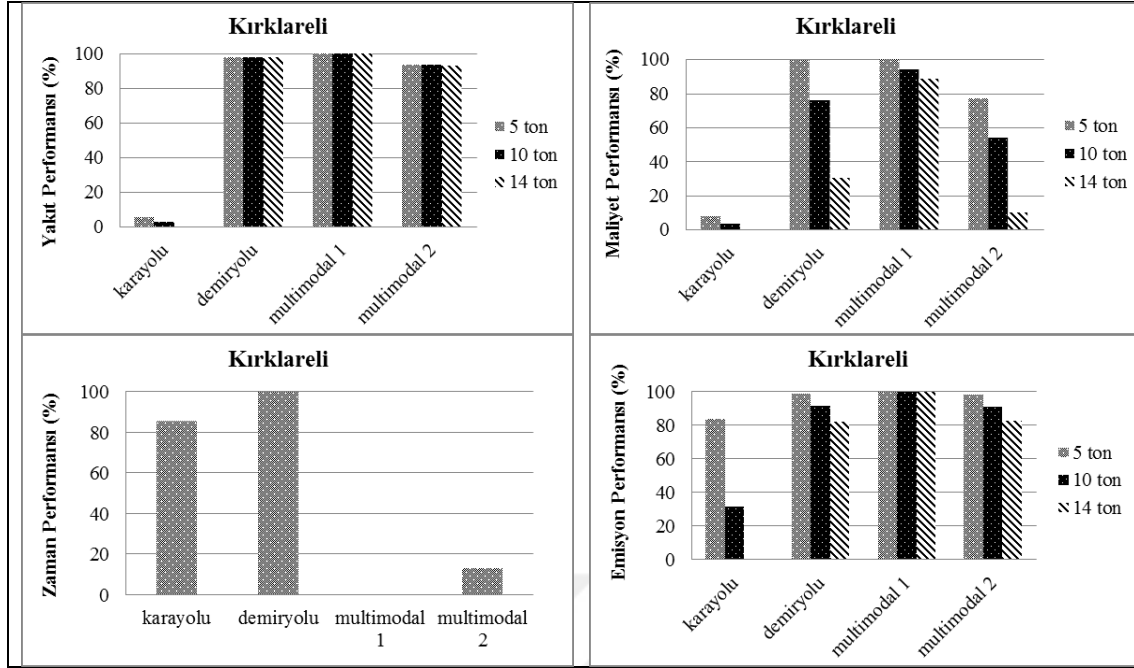 Kırklareli
Yakıt Performansı (%)
100
80
60
40
20
0
karayolu
demiryolu
multimodal 1
multimodal 2
5 ton
10 ton
14 ton
Kırklareli
Maliyet Performansı (%)
100
80
60
40
20
0
karayolu
demiryolu
multimodal 1
multimodal 2
5 ton
10 ton
14 ton
Kırklareli
Zaman Performansı (%)
100
80
60
40
20
0
karayolu
demiryolu
multimodal
1
multimodal
2
Kırklareli
Emisyon Performansı (%)
100
80
60
40
20
0
karayolu
demiryolu
multimodal 1
multimodal 2
5 ton
10 ton
14 ton